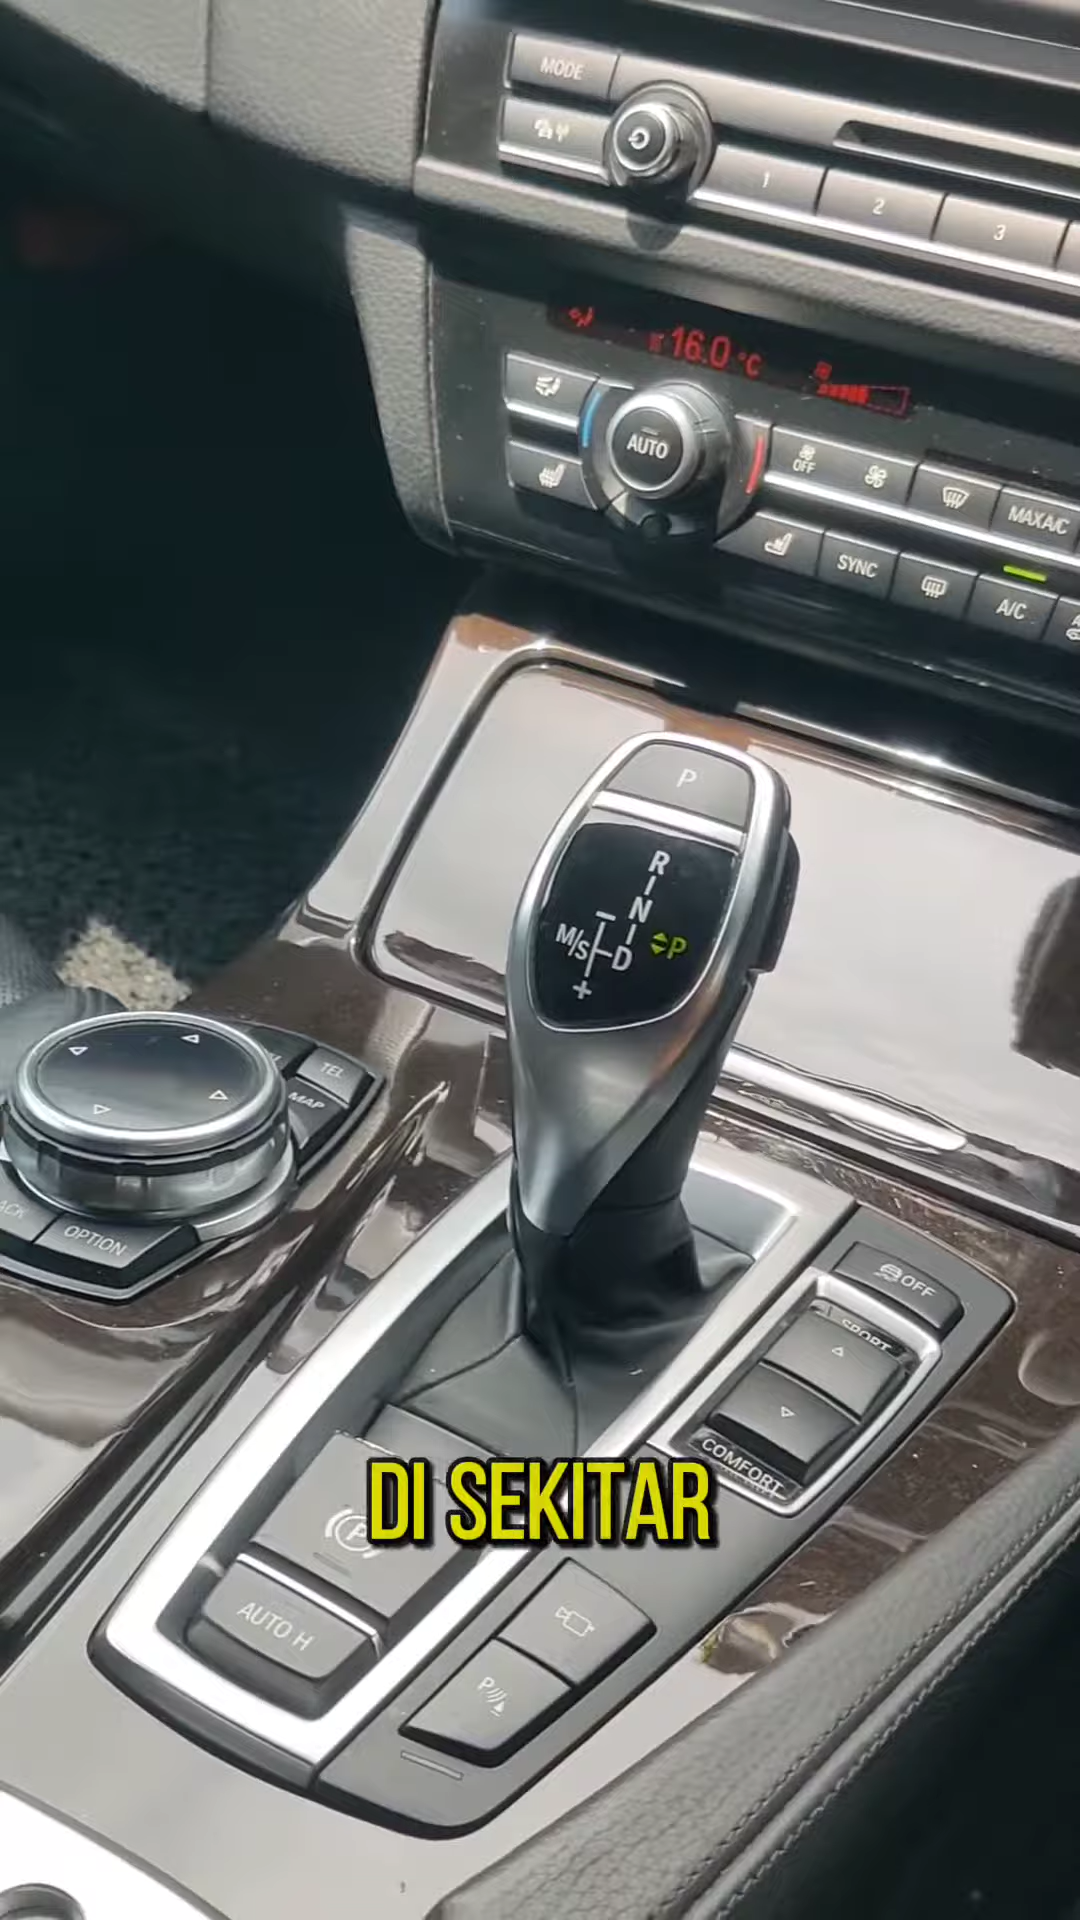 MODE
1
2
3
16.0 °C
AUTO
OFF
MAX A/C
SYNC
A/C
P
R
N
M/S
D
P
+
TEL
MAP
OPTION
OFF
SPORT
COMFORT
DI SEKITAR
P
AUTO H
P